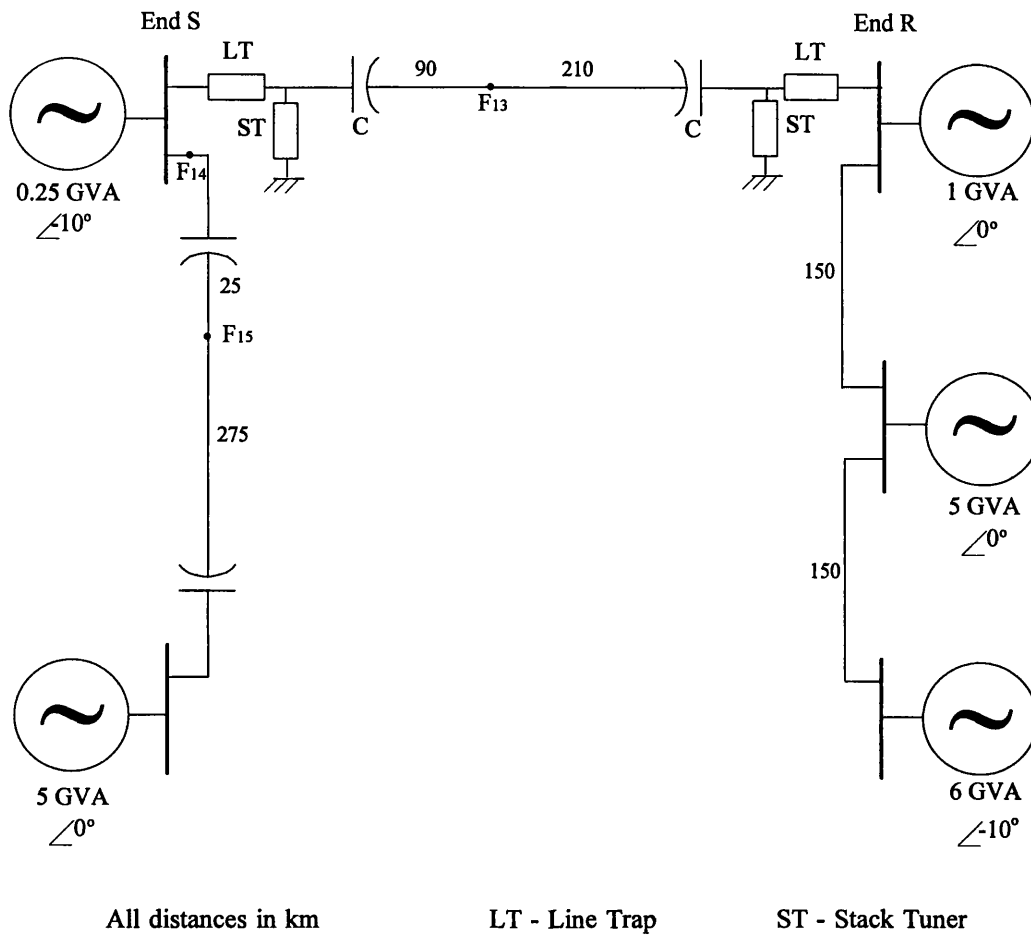 End S
LT
90
210
LT
End R
F13
ST
C
C
ST
F14
0.25 GVA
∠-10°
1 GVA
∠0°
25
150
F15
275
5 GVA
∠0°
150
5 GVA
∠0°
6 GVA
∠-10°
All distances in km
LT - Line Trap
ST - Stack Tuner